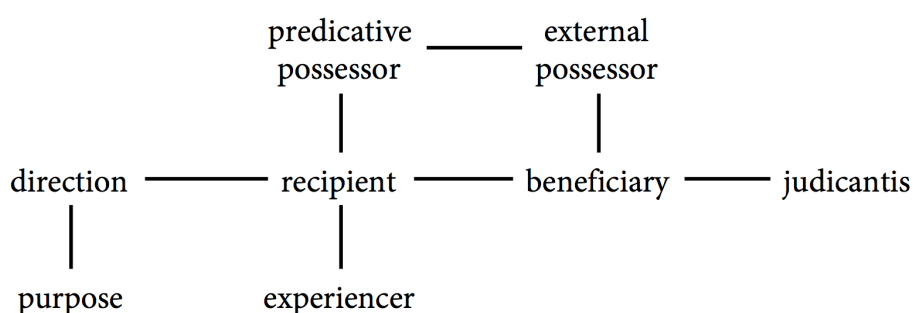 predicative external
possessor possessor
direction recipient beneficiary judicantis
purpose experiencer